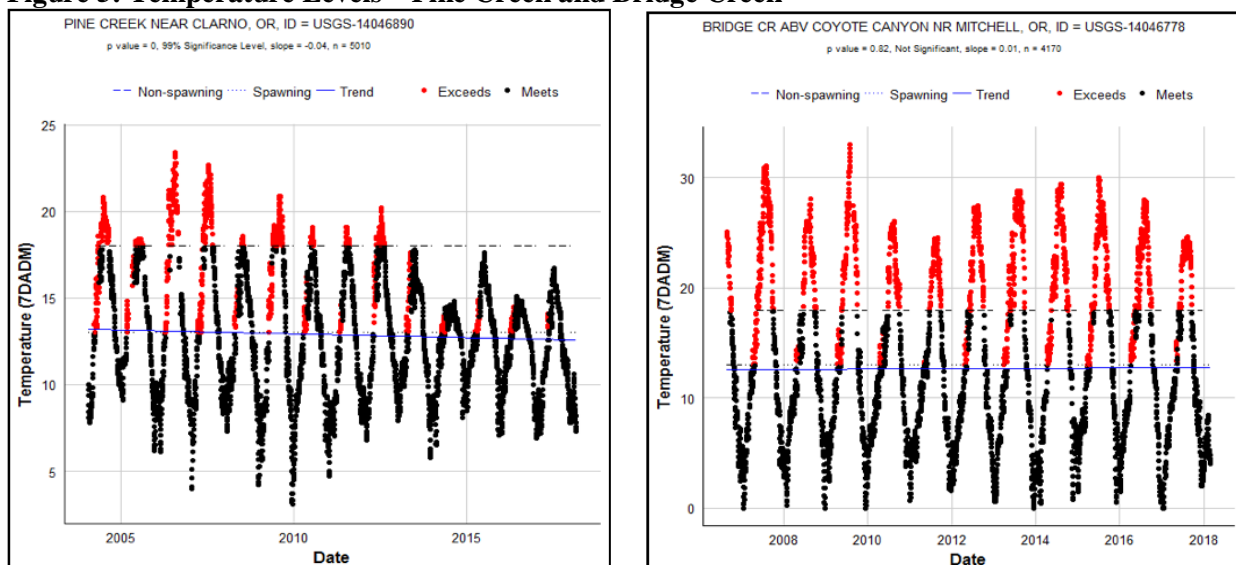 Figure 3. Temperature Levels – Pine Creek and Bridge Creek
PINE CREEK NEAR CLARNO, OR, ID = USGS-14046890
p value = 0, 99% Significance Level, slope = -0.04, n = 5010
Non-spawning Spawning Trend Exceeds Meets
25
20
15
10
5
Temperature (7DADM)
2005 2010 2015
Date
BRIDGE CR ABV COYOTE CANYON NR MITCHELL, OR, ID = USGS-14046778
p value = 0.82, Not Significant, slope = 0.01, n = 4170
Non-spawning Spawning Trend Exceeds Meets
30
20
10
0
Temperature (7DADM)
2008 2010 2012 2014 2016 2018
Date